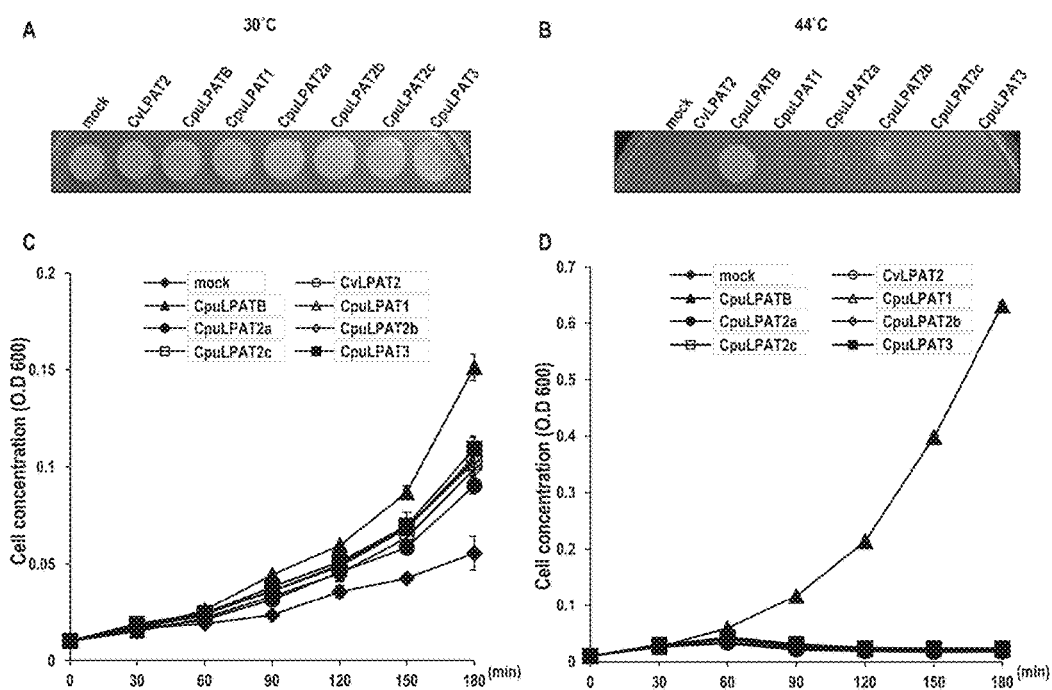 A
30°C
mock
CvLPAT2
CpuLPATB
CpuLPAT1
CpuLPAT2a
CpuLPAT2b
CpuLPAT2c
CpuLPAT3
B
44°C
mock
CvLPAT2
CpuLPATB
CpuLPAT1
CpuLPAT2a
CpuLPAT2b
CpuLPAT2c
CpuLPAT3
C
Cell concentration (O.D 600)
0.2
0.15
0.1
0.05
0
mock CvLPAT2
CpuLPATB CpuLPAT1
CpuLPAT2a CpuLPAT2b
CpuLPAT2c CpuLPAT3
0 30 60 90 120 150 180 (min)
D
Cell concentration (O.D 600)
0.7
0.6
0.5
0.4
0.3
0.2
0.1
0
mock CvLPAT2
CpuLPATB CpuLPAT1
CpuLPAT2a CpuLPAT2b
CpuLPAT2c CpuLPAT3
0 30 60 90 120 150 180 (min)